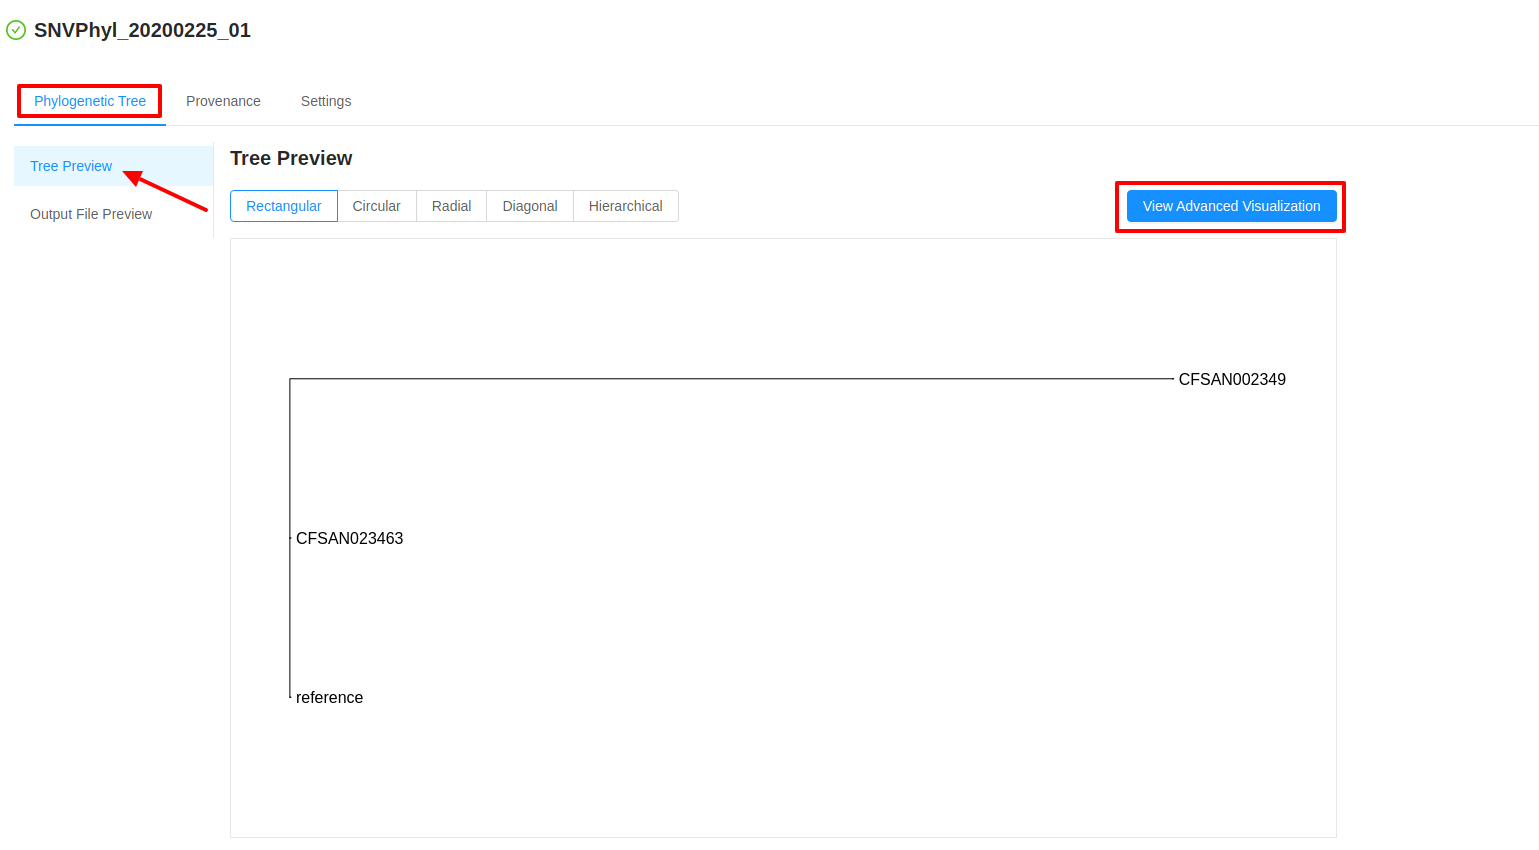 SNVPhyl_20200225_01
Phylogenetic Tree Provenance Settings
Tree Preview
Output File Preview
Tree Preview
Rectangular Circular Radial Diagonal Hierarchical View Advanced Visualization
CFSAN002349
CFSAN023463
reference